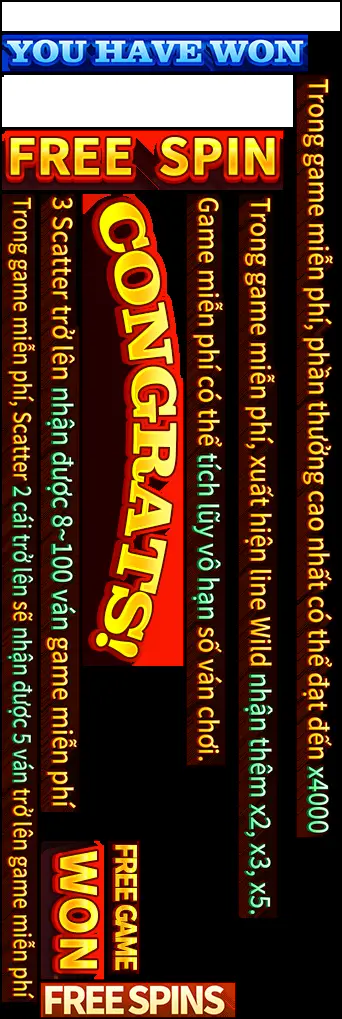 YOU HAVE WON
FREE SPIN
Trong game miễn phí, phần thưởng cao nhất có thể đạt đến x4000
Trong game miễn phí, xuất hiện line Wild nhận thêm x2, x3, x5.
Game miễn phí có thể tích lũy vô hạn số ván chơi.
CONGRATS!
3 Scatter trở lên nhận được 8~100 ván game miễn phí
Trong game miễn phí, Scatter 2 cái trở lên sẽ nhận được 5 ván trở lên game miễn phí
FREE GAME
WON
FREE SPINS